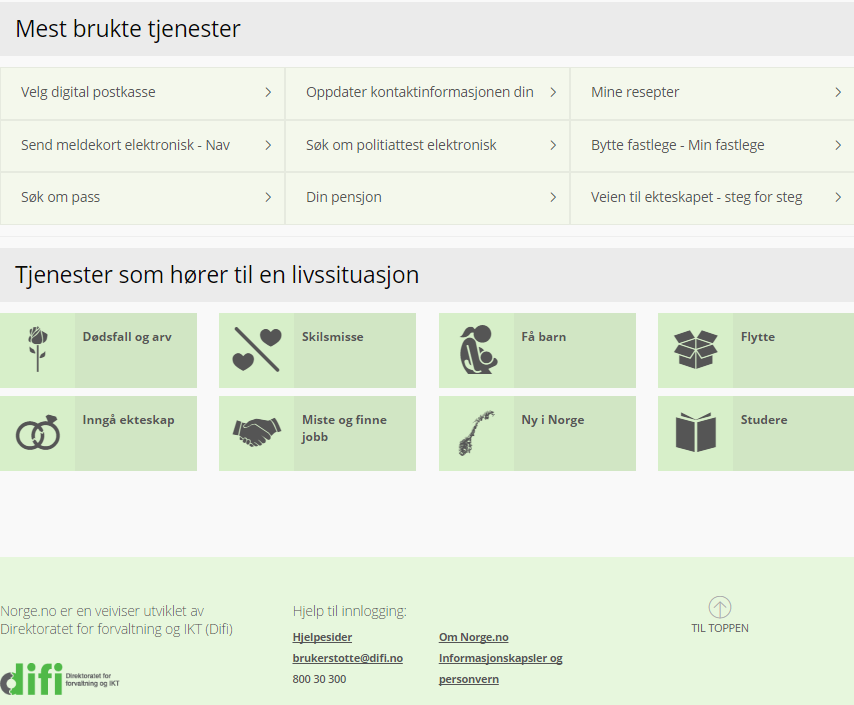 Mest brukte tjenester
Velg digital postkasse
Oppdater kontaktinformasjonen din
Mine resepter
Send meldekort elektronisk - Nav
Søk om politiattest elektronisk
Bytte fastlege - Min fastlege
Søk om pass
Din pensjon
Veien til ekteskapet - steg for steg
Tjenester som hører til en livssituasjon
Dødsfall og arv
Skilsmisse
Få barn
Flytte
Inngå ekteskap
Miste og finne
jobb
Ny i Norge
Studere
Norge.no er en veiviser utviklet av
Direktoratet for forvaltning og IKT (Difi)
difi
Direktoratet for
forvaltning og IKT
Hjelp til innlogging:
Hjelpesider
brukerstotte@difi.no
800 30 300
Om Norge.no
Informasjonskapsler og
personvern
TIL TOPPEN